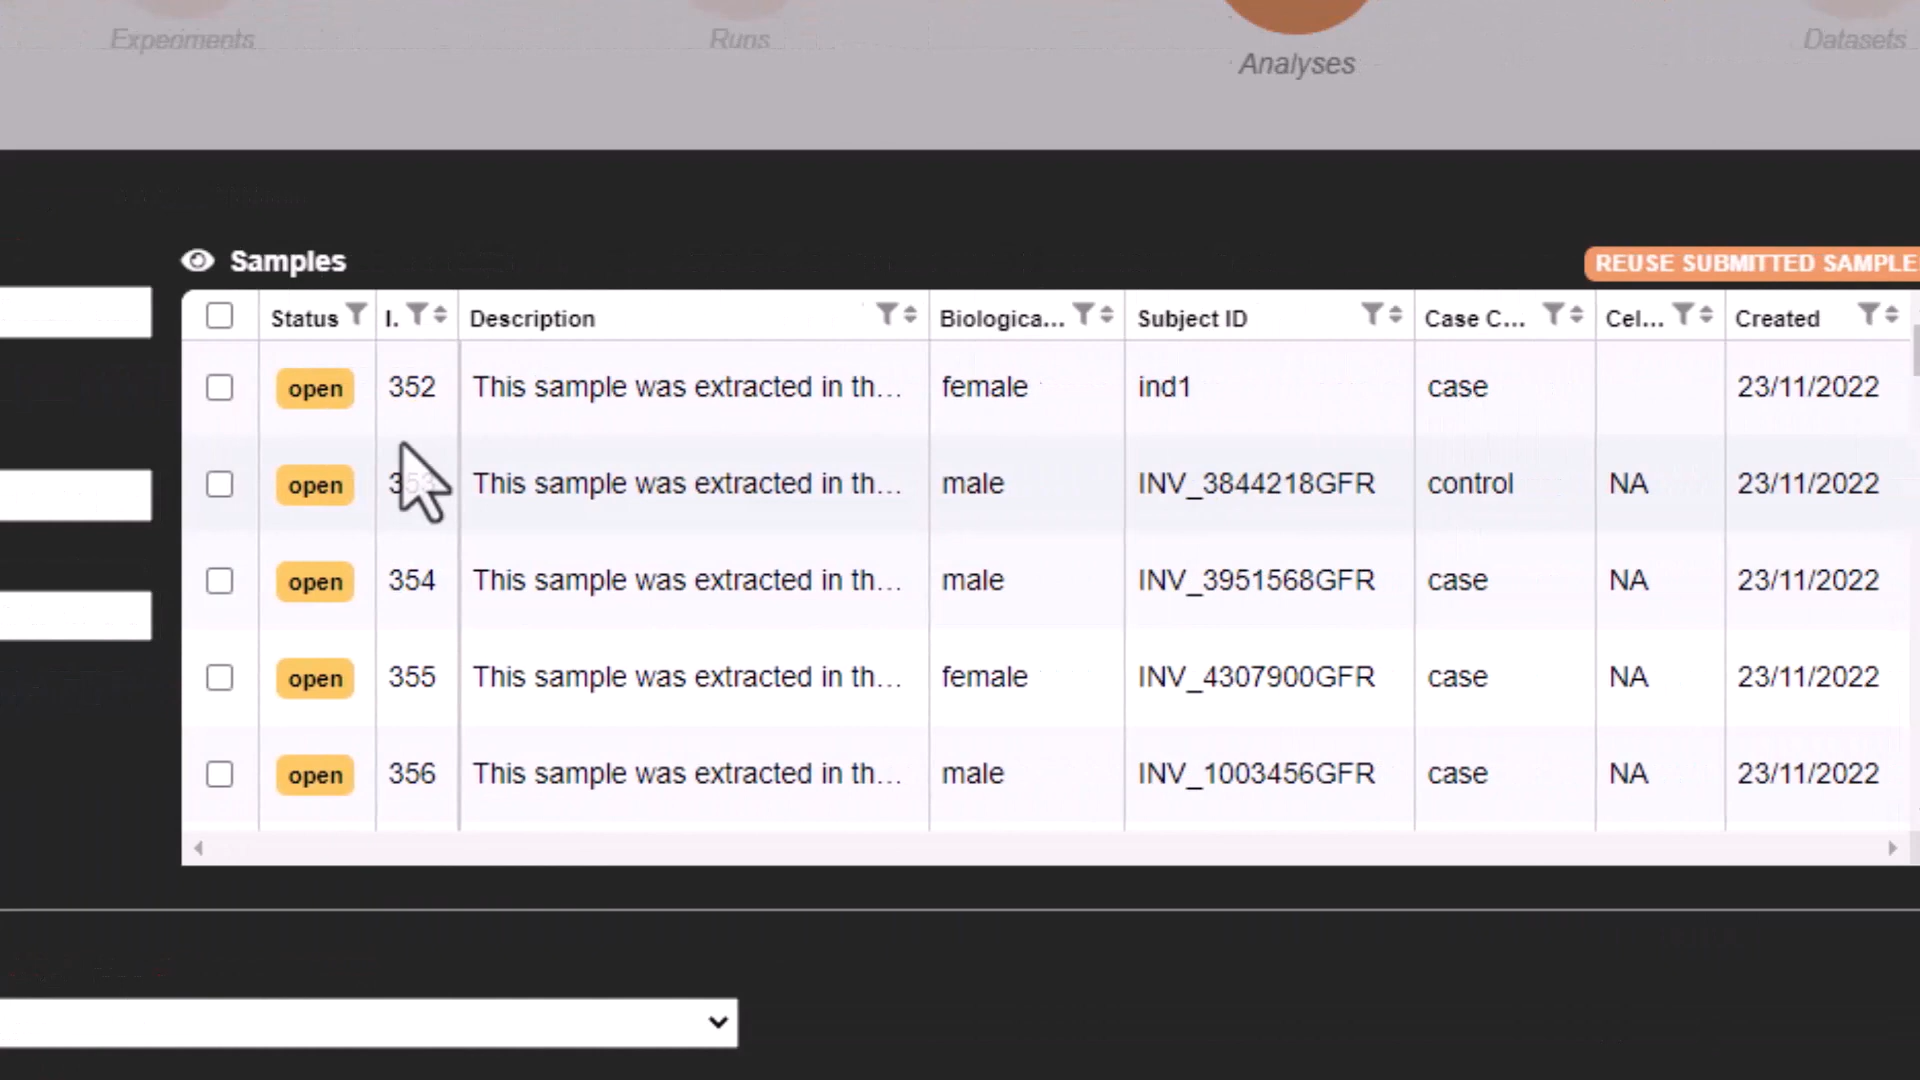 Experiments Runs Analyses Datasets
Samples
REUSE SUBMITTED SAMPLE
Status I. Description Biologica... Subject ID Case C... Cel... Created
open 352 This sample was extracted in th... female ind1 case 23/11/2022
open 353 This sample was extracted in th... male INV_3844218GFR control NA 23/11/2022
open 354 This sample was extracted in th... male INV_3951568GFR case NA 23/11/2022
open 355 This sample was extracted in th... female INV_4307900GFR case NA 23/11/2022
open 356 This sample was extracted in th... male INV_1003456GFR case NA 23/11/2022